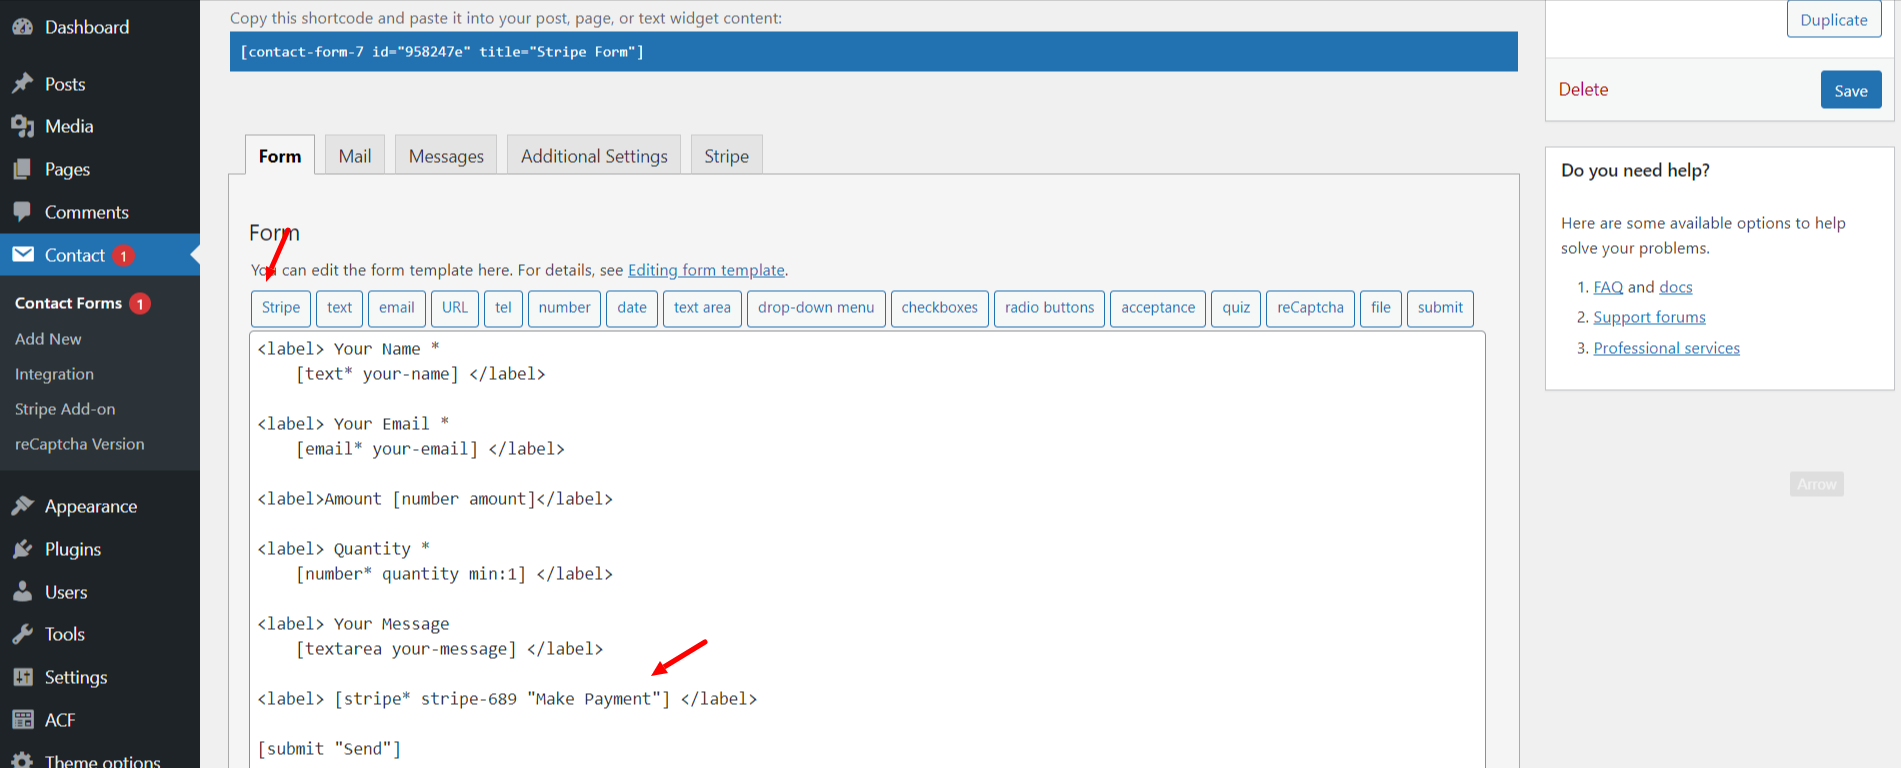 Dashboard
Posts
Media
Pages
Comments
Contact 1
Contact Forms 1
Add New
Integration
Stripe Add-on
reCaptcha Version
Appearance
Plugins
Users
Tools
Settings
ACF
Theme options
Copy this shortcode and paste it into your post, page, or text widget content:
[contact-form-7 id="958247e" title="Stripe Form"]
Form Mail Messages Additional Settings Stripe
Form
You can edit the form template here. For details, see Editing form template.
Stripe text email URL tel number date text area drop-down menu checkboxes radio buttons acceptance quiz reCaptcha file submit
<label> Your Name *
[text* your-name] </label>
<label> Your Email *
[email* your-email] </label>
<label>Amount [number amount]</label>
<label> Quantity *
[number* quantity min:1] </label>
<label> Your Message
[textarea your-message] </label>
<label> [stripe* stripe-689 "Make Payment"] </label>
[submit "Send"]
Duplicate
Delete Save
Do you need help?
Here are some available options to help
solve your problems.
1. FAQ and docs
2. Support forums
3. Professional services
Arrow